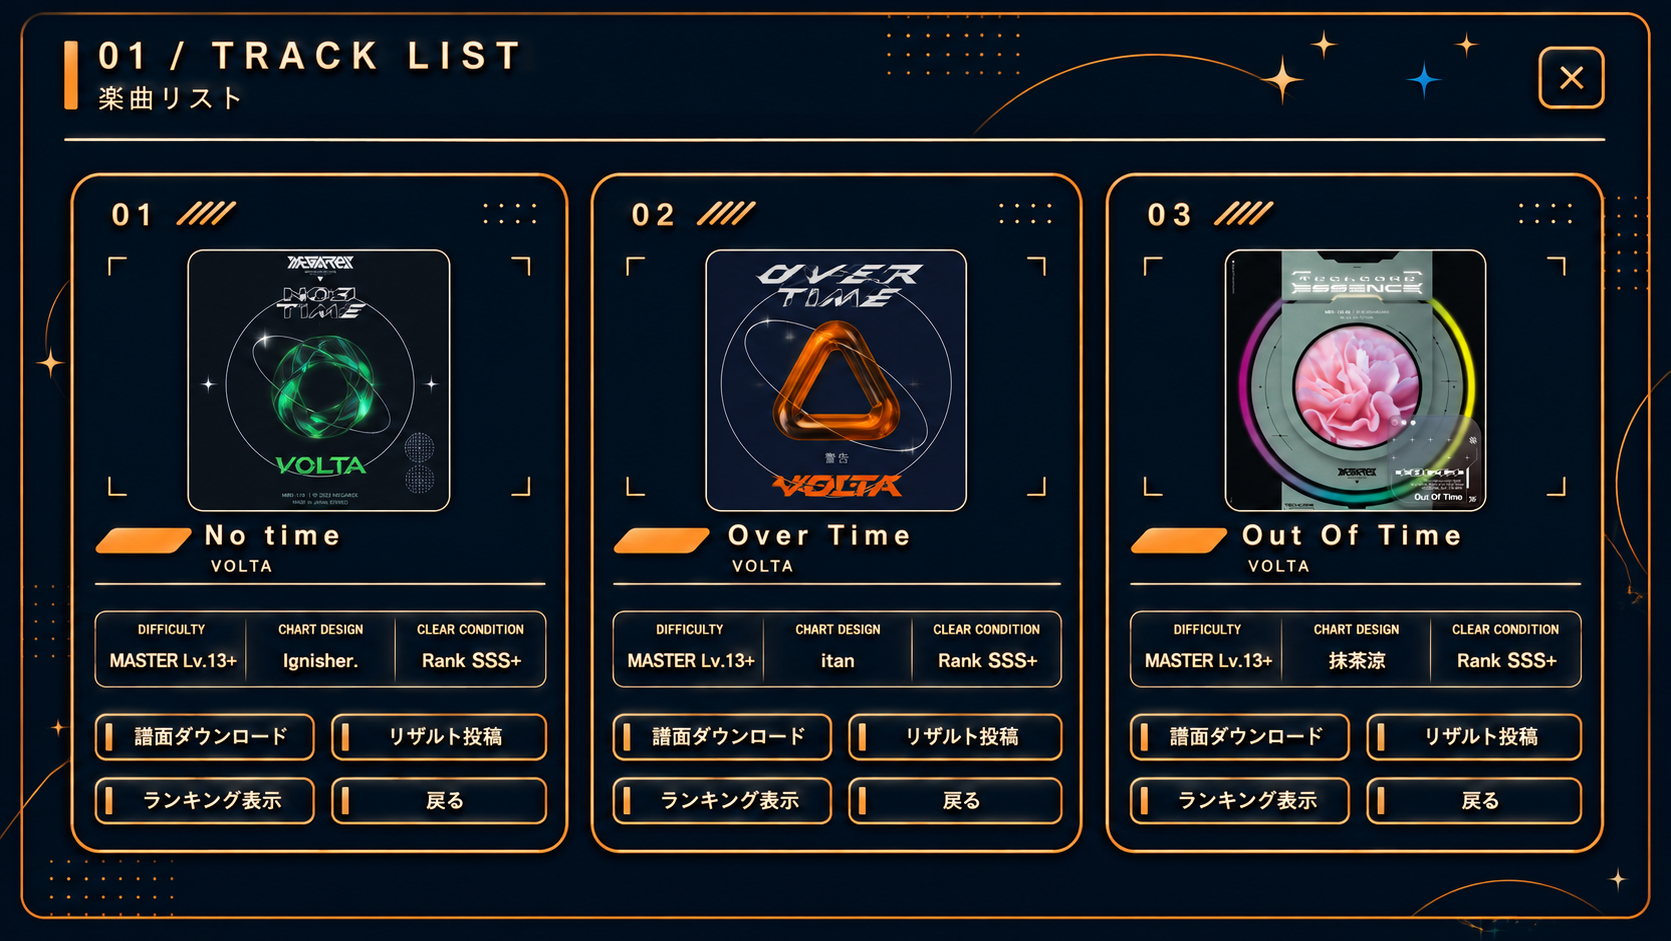 01 / TRACK LIST
楽曲リスト
01
MEGAREX
NO
TIME
VOLTA
No time
VOLTA
DIFFICULTY
CHART DESIGN
CLEAR CONDITION
MASTER Lv.13+
Ignisher.
Rank SSS+
譜面ダウンロード
リザルト投稿
ランキング表示
戻る
02
OVER
TIME
警告
VOLTA
Over Time
VOLTA
DIFFICULTY
CHART DESIGN
CLEAR CONDITION
MASTER Lv.13+
itan
Rank SSS+
譜面ダウンロード
リザルト投稿
ランキング表示
戻る
03
TECHCORE
ESSENCE
MEGAREX
Out Of Time
Out Of Time
VOLTA
DIFFICULTY
CHART DESIGN
CLEAR CONDITION
MASTER Lv.13+
抹茶涼
Rank SSS+
譜面ダウンロード
リザルト投稿
ランキング表示
戻る